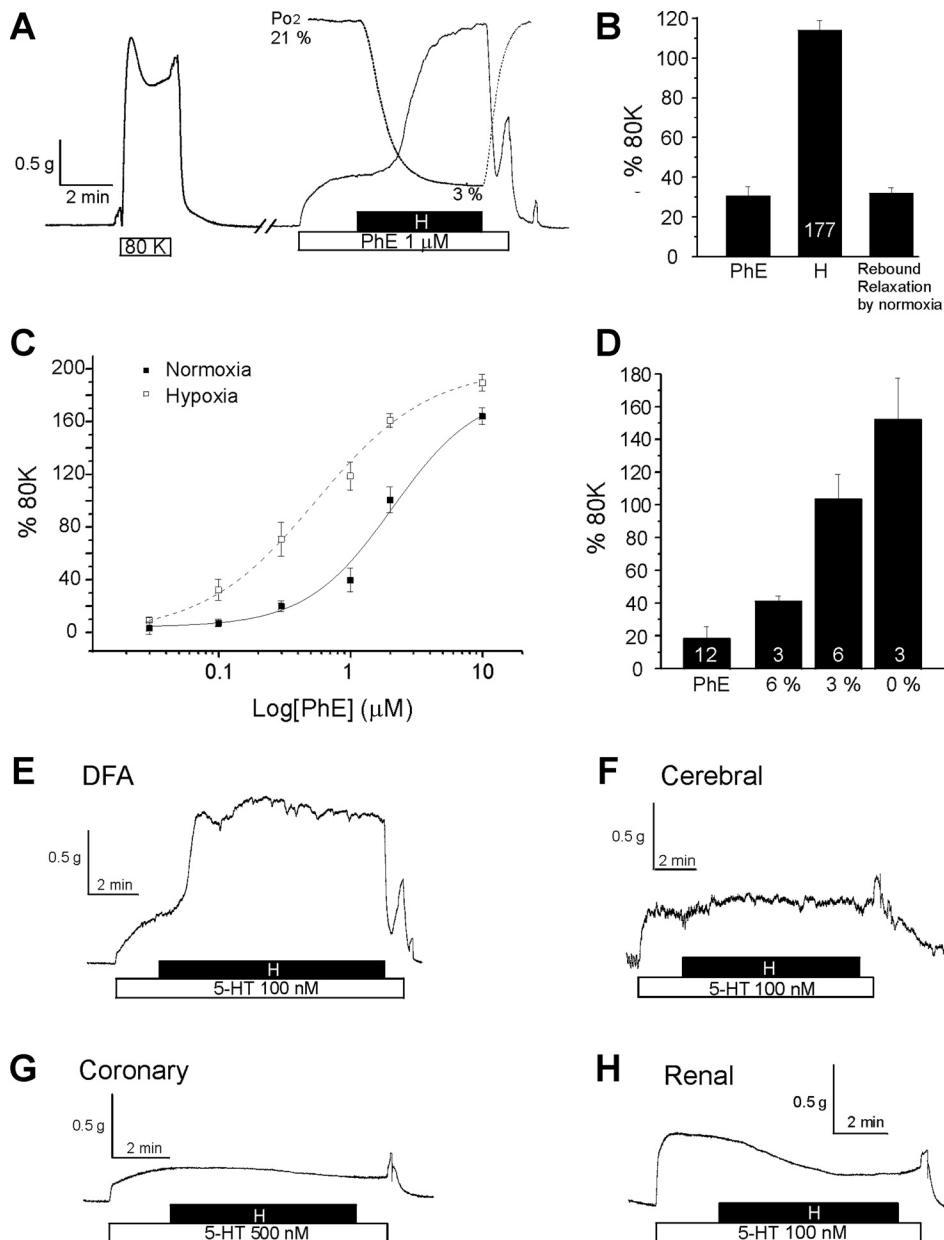 A
Po2
21 %
0.5 g
2 min
3 %
H
80 K
PhE 1 µM
B
% 80K
120
100
80
60
40
20
0
177
PhE
H
Rebound
Relaxation
by normoxia
C
Normoxia
Hypoxia
% 80K
200
160
120
80
40
0
0.1
1
10
Log[PhE] (µM)
D
% 80K
180
160
140
120
100
80
60
40
20
0
12
3
6
3
PhE
6 %
3 %
0 %
E
DFA
0.5 g
2 min
H
5-HT 100 nM
F
Cerebral
0.5 g
2 min
H
5-HT 100 nM
G
Coronary
0.5 g
2 min
H
5-HT 500 nM
H
Renal
0.5 g
2 min
H
5-HT 100 nM